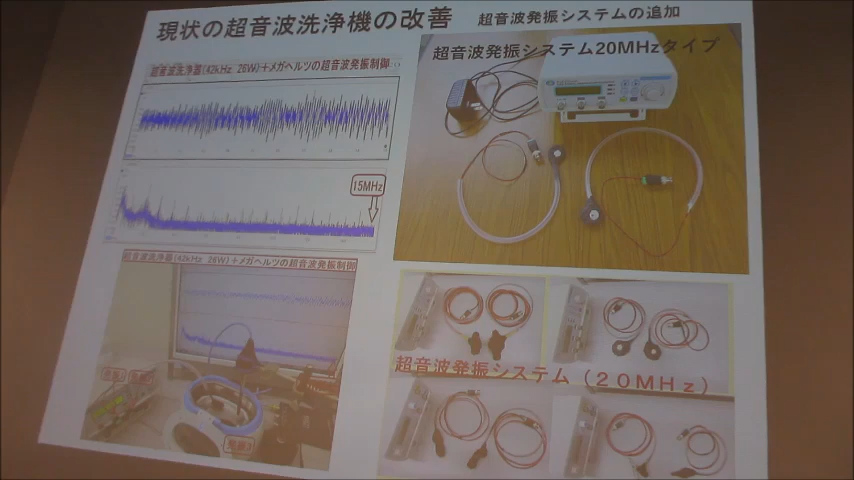 現状の超音波洗浄機の改善
超音波発振システムの追加
超音波洗浄器(42kHz 26W)＋メガヘルツの超音波発振制御
15MHz
超音波発振システム20MHzタイプ
超音波洗浄器(42kHz 26W)＋メガヘルツの超音波発振制御
超音波発振システム(20MHz)